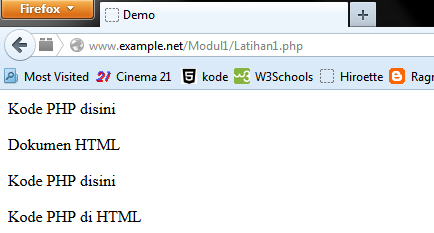 Firefox
Demo
www.example.net/Modul1/Latihan1.php
Most Visited Cinema 21 kode W3Schools Hiroette
Kode PHP disini
Dokumen HTML
Kode PHP disini
Kode PHP di HTML